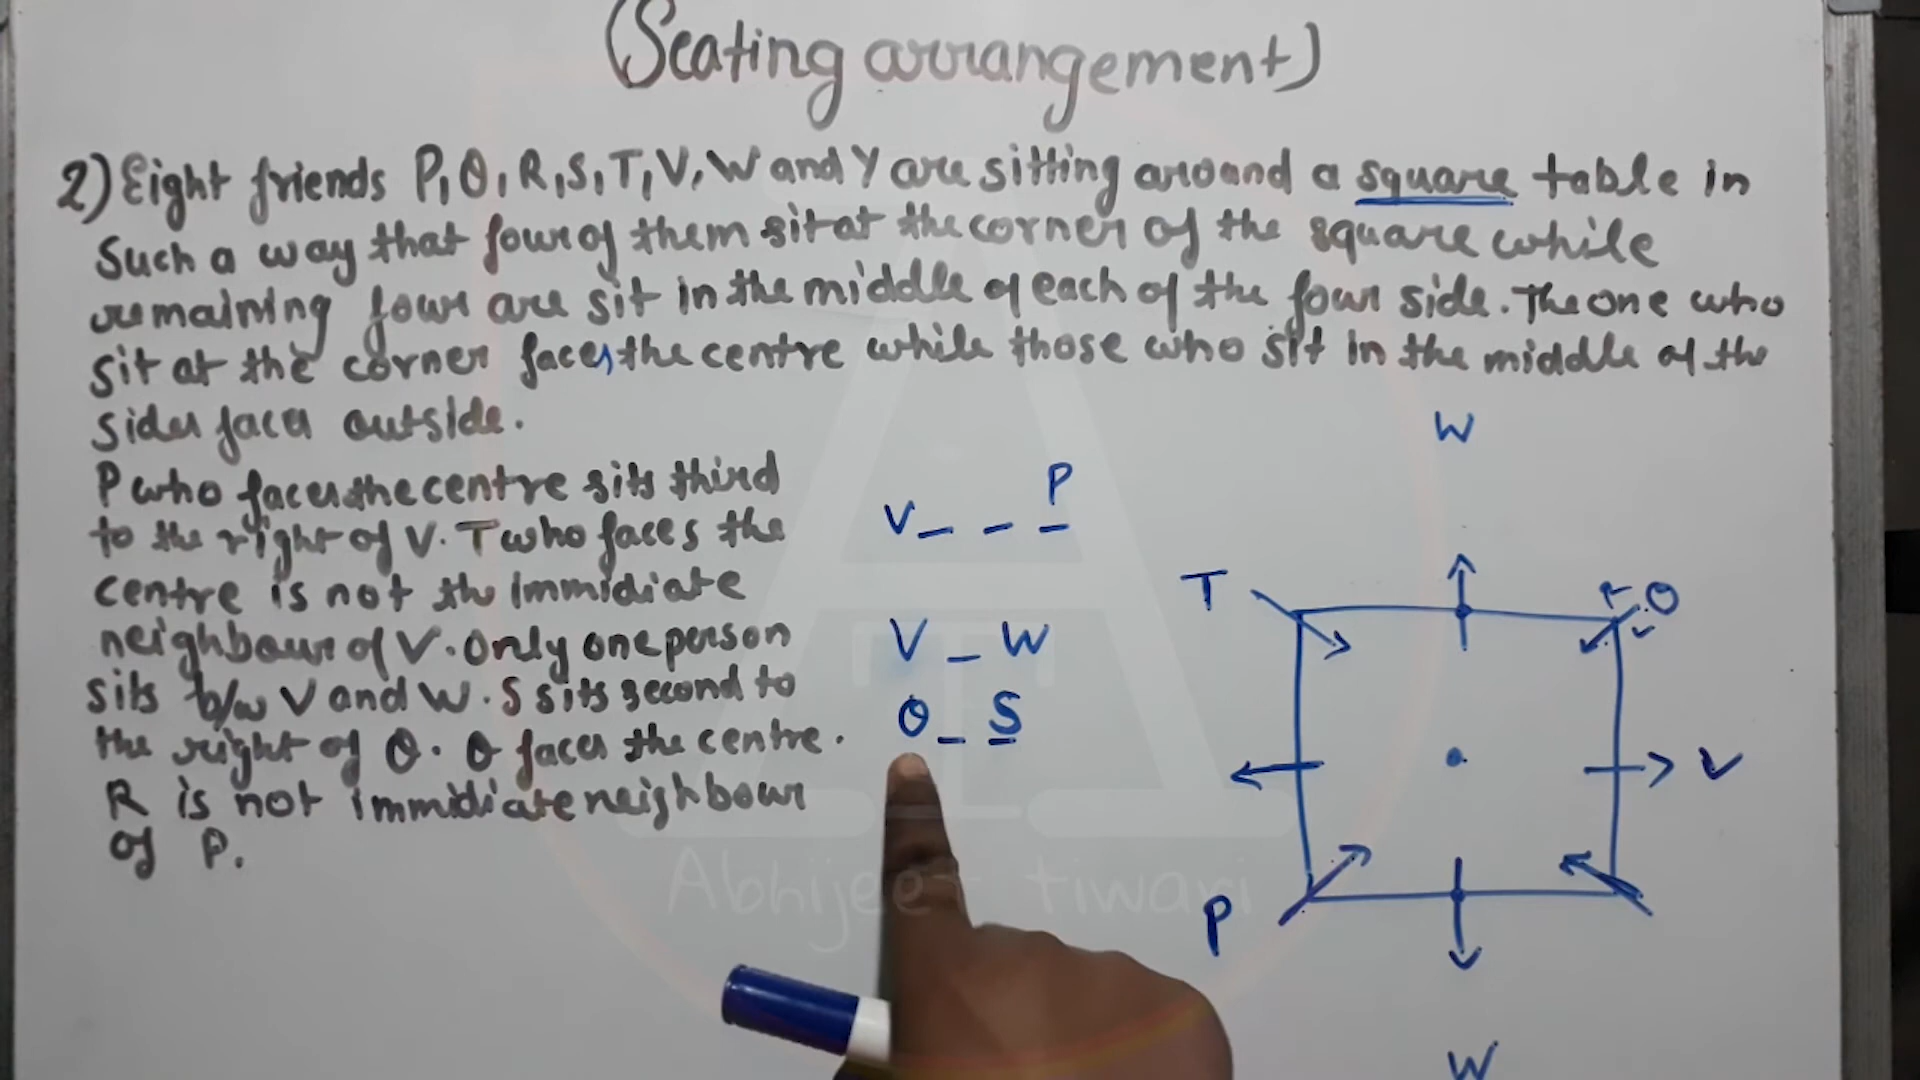 (Seating arrangement)
2) Eight friends P, Q, R, S, T, V, W and Y are sitting around a square table in
Such a way that four of them sit at the corner of the square while
remaining four are sit in the middle of each of the four side. The one who
sit at the corner faces the centre while those who sit in the middle of the
sides faces outside.
P who faces the centre sits third
to the right of V. T who faces the
centre is not the immidiate
neighbour of V. Only one person
sits b/w V and W. S sits second to
the right of Q. Q faces the centre.
R is not immidiate neighbour
of P.
P
V _ _ _
V _ W
Q _ S
W
T
Q
V
P
W
Abhijeet tiwari